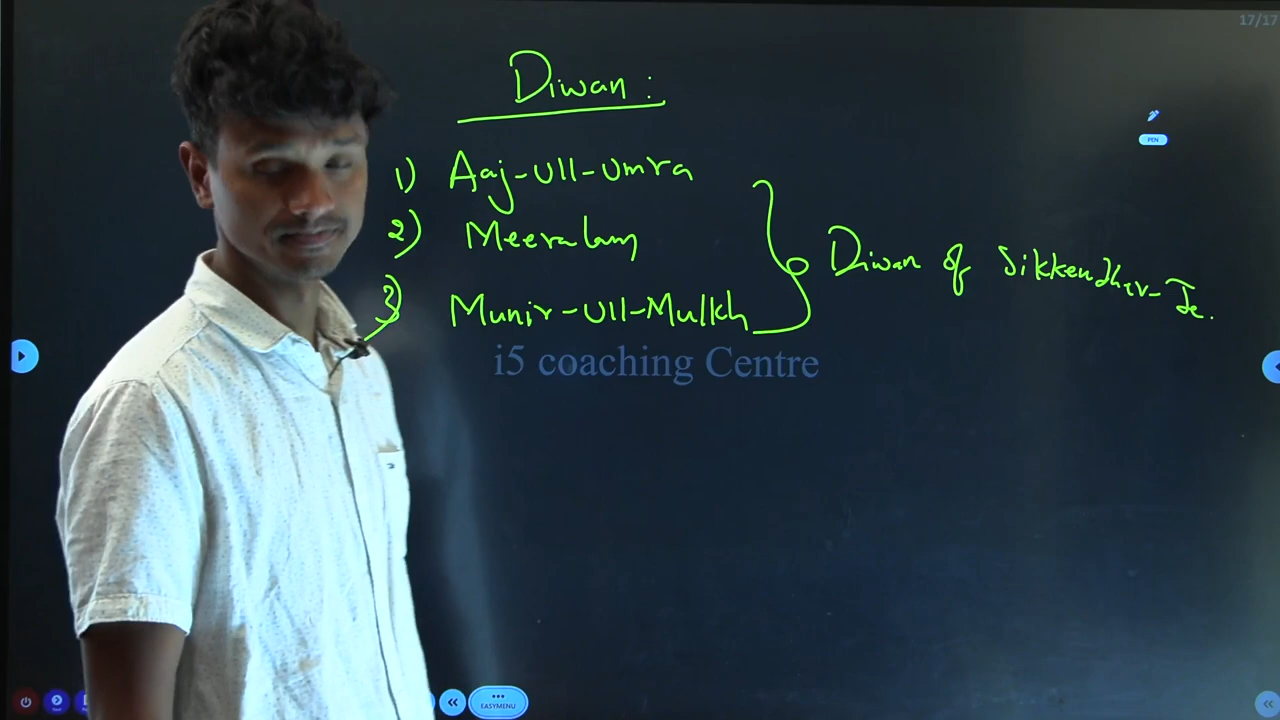 17/17
Diwan :
PEN
1) Aaj-Ull-Umra
2) Meeralam
3) Munir-Ull-Mulkh
Diwan of Sikkendhar-Je.
i5 coaching Centre
EASYMENU